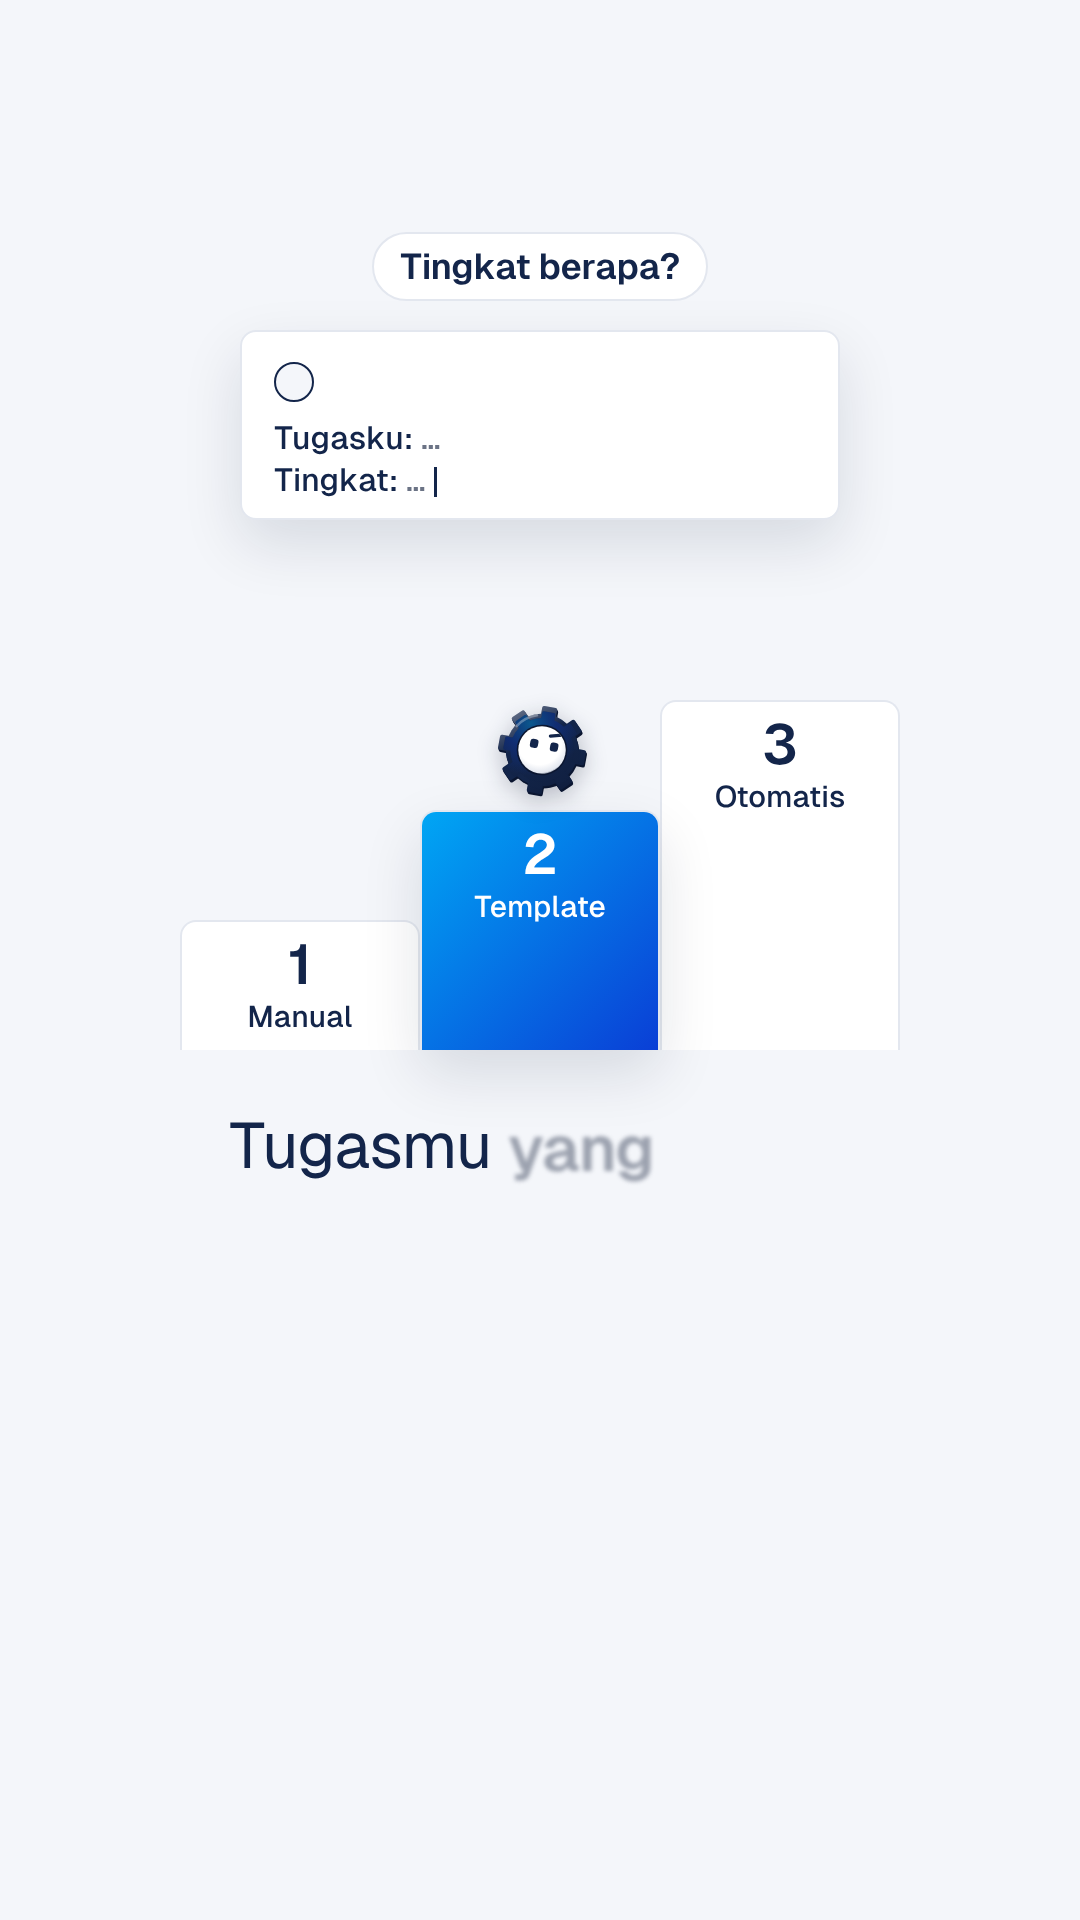 Tingkat berapa?
Tugasku: ...
Tingkat: ...
3
Otomatis
2
Template
1
Manual
Tugasmu yang